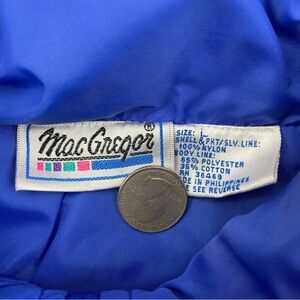 MacGregor®
SIZE: L
SHELL & PKT/SLV. LINE:
100% NYLON
BODY LINE:
65% POLYESTER
35% COTTON
RN 36469
MADE IN PHILIPPINES
SEE REVERSE